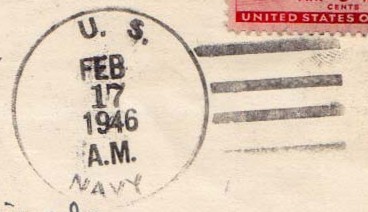 U. S.
FEB
17
1946
A.M.
NAVY
CENTS
UNITED STATES O